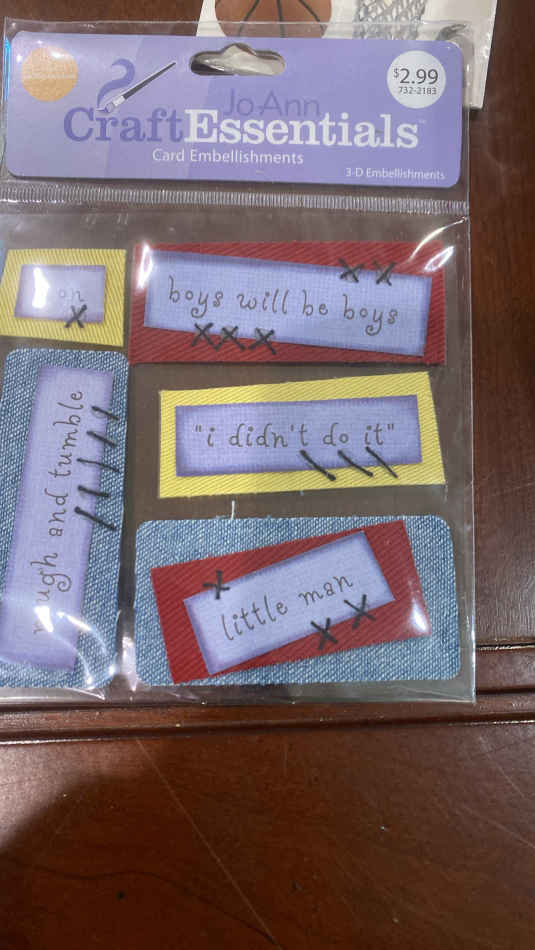 $2.99
732-2183
Jo-Ann
CraftEssentials™
Card Embellishments
3-D Embellishments
on
boys will be boys
"i didn't do it"
rough and tumble
little man